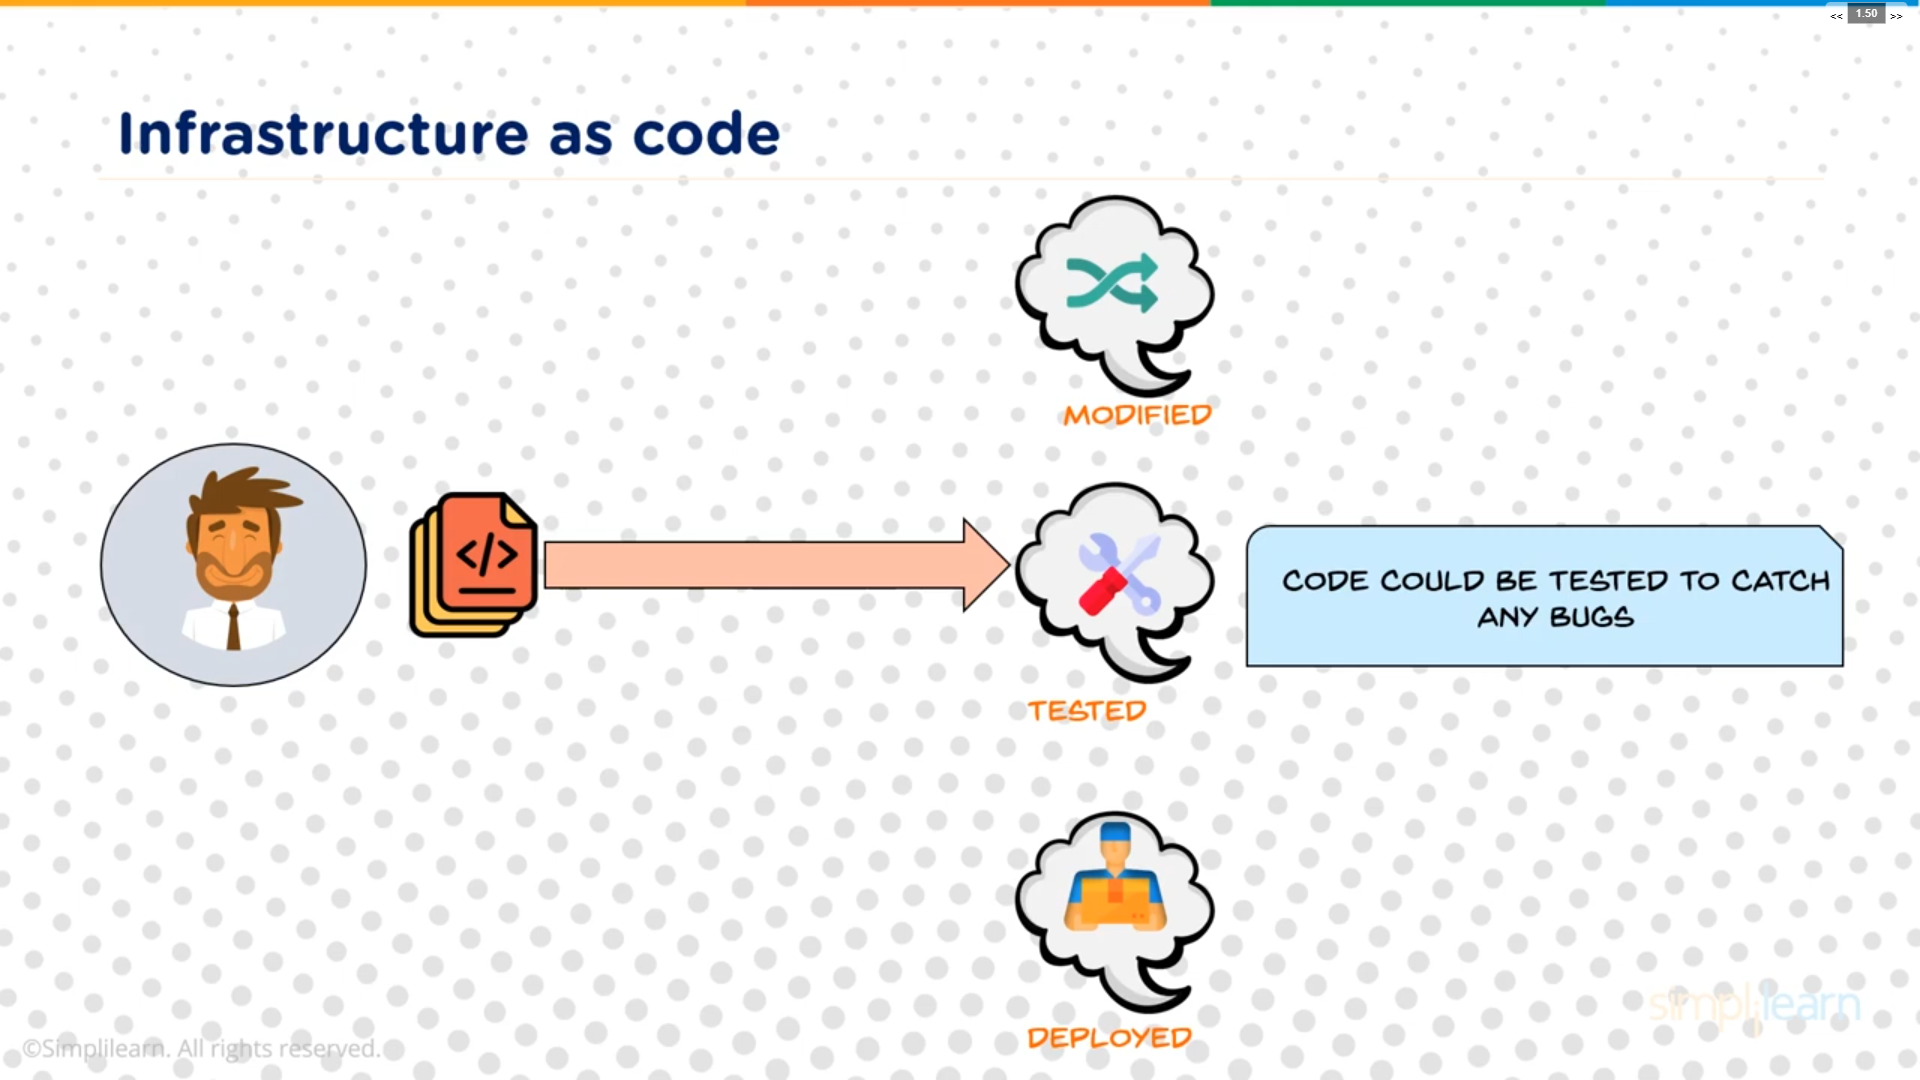 << 1.50 >>
Infrastructure as code
MODIFIED
</>
CODE COULD BE TESTED TO CATCH
ANY BUGS
TESTED
DEPLOYED
simplilearn
©Simplilearn. All rights reserved.